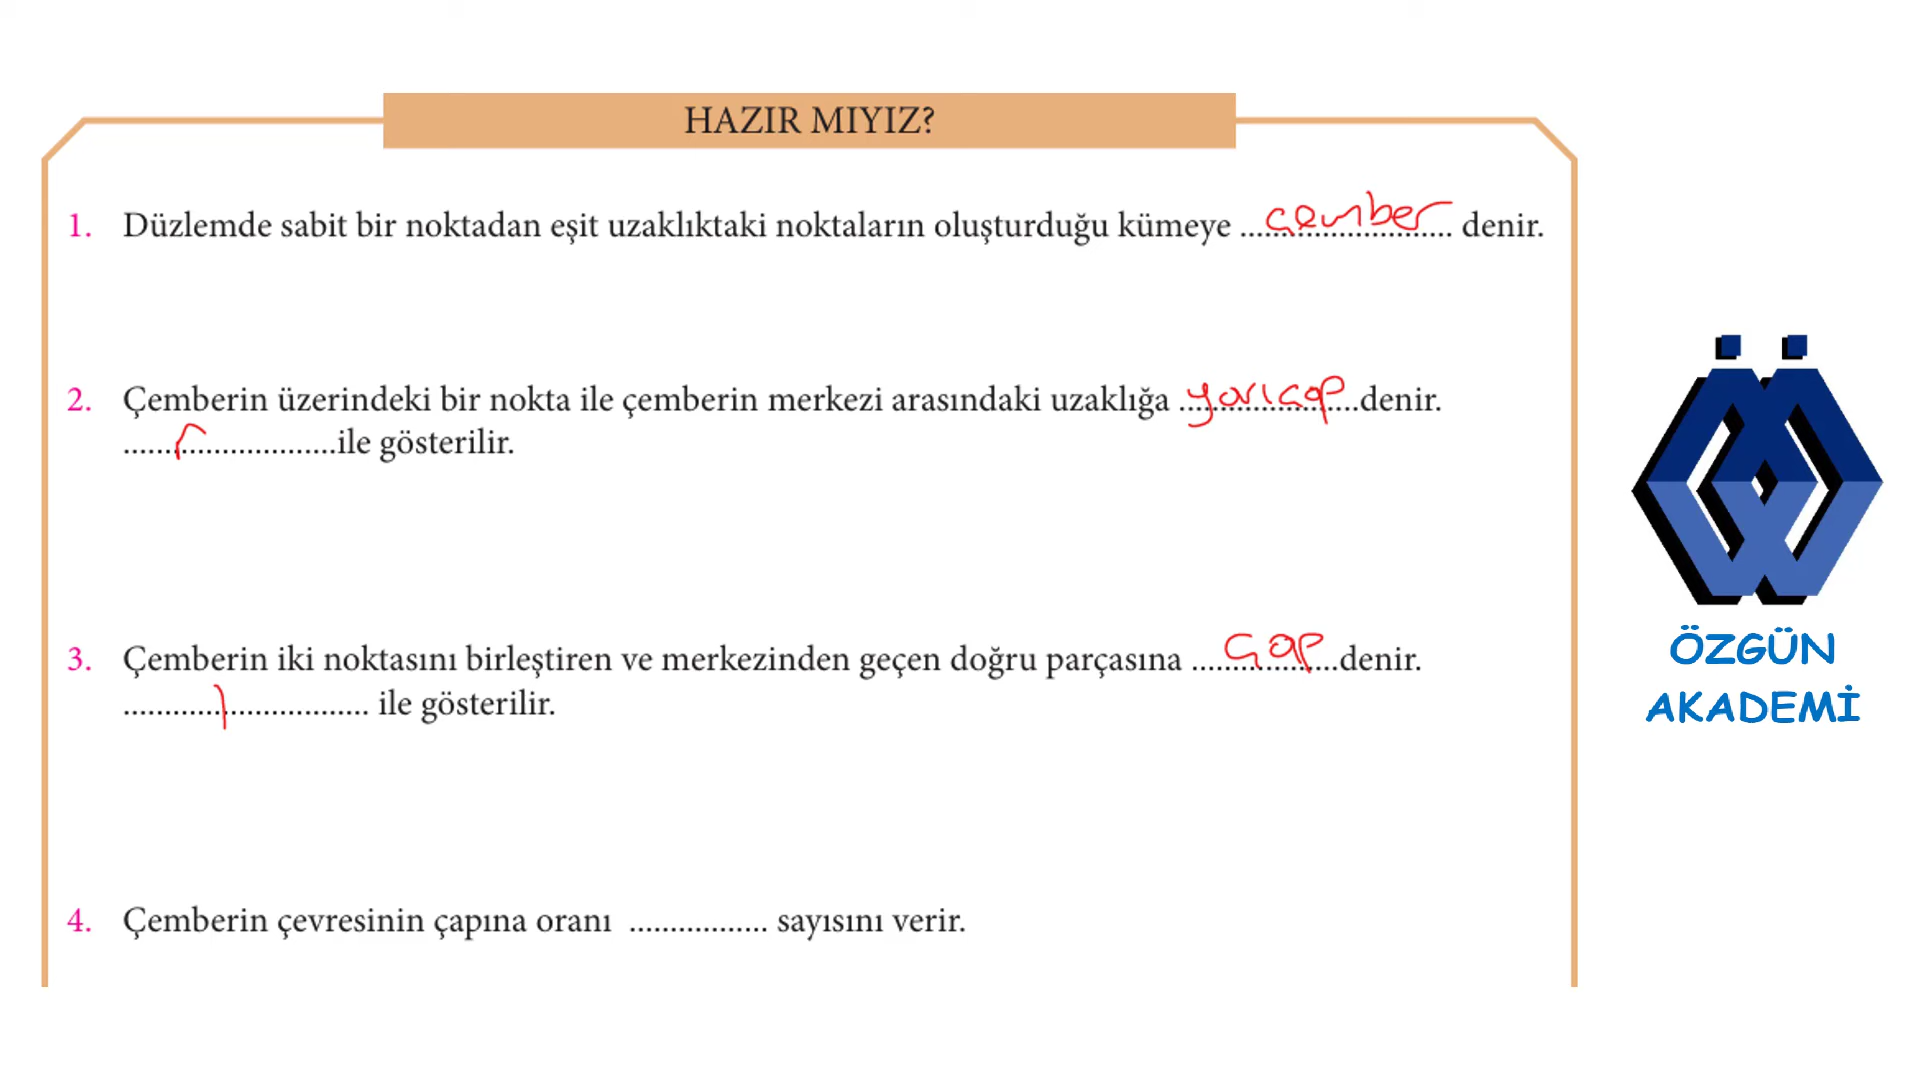 HAZIR MIYIZ?
1. Düzlemde sabit bir noktadan eşit uzaklıktaki noktaların oluşturduğu kümeye .......................... çember denir.
2. Çemberin üzerindeki bir nokta ile çemberin merkezi arasındaki uzaklığa ...................... yarıçap denir.
.......................... r ile gösterilir.
3. Çemberin iki noktasını birleştiren ve merkezinden geçen doğru parçasına .................. çap denir.
.............................. ile gösterilir.
4. Çemberin çevresinin çapına oranı ................. sayısını verir.
ÖZGÜN
AKADEMİ